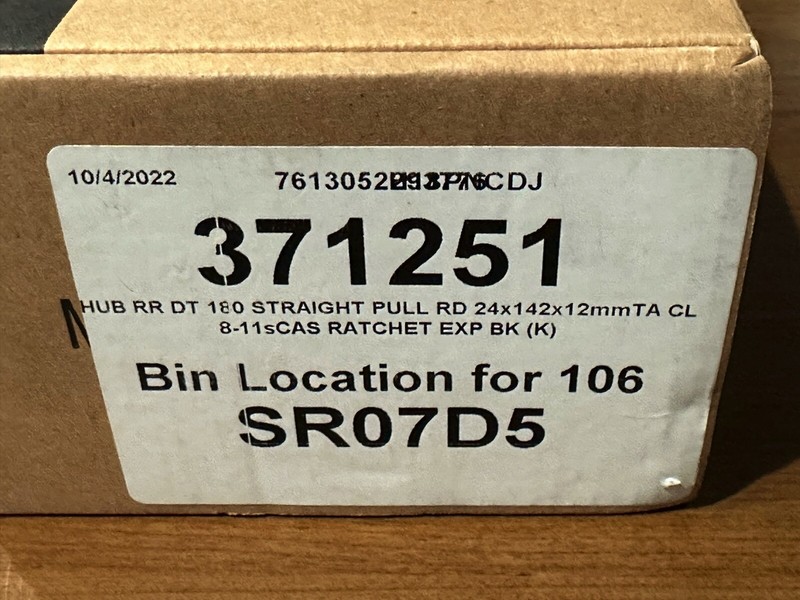 10/4/2022
371251
HUB RR DT 180 STRAIGHT PULL RD 24x142x12mmTA CL
8-11sCAS RATCHET EXP BK (K)
Bin Location for 106
SR07D5